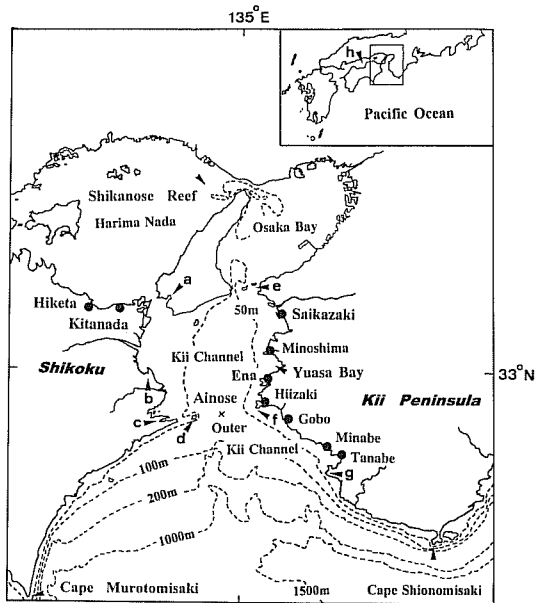 135°E
h
Pacific Ocean
Shikanose Reef
Harima Nada
Osaka Bay
a
e
Hiketa
50m
Saikazaki
Kitanada
Kii Channel
Minoshima
Shikoku
Ena
Yuasa Bay
33°N
b
Ainose
Hiizaki
Kii Peninsula
c
d
Outer
f
Gobo
Kii Channel
Minabe
100m
Tanabe
g
200m
1000m
Cape Murotomisaki
1500m
Cape Shionomisaki